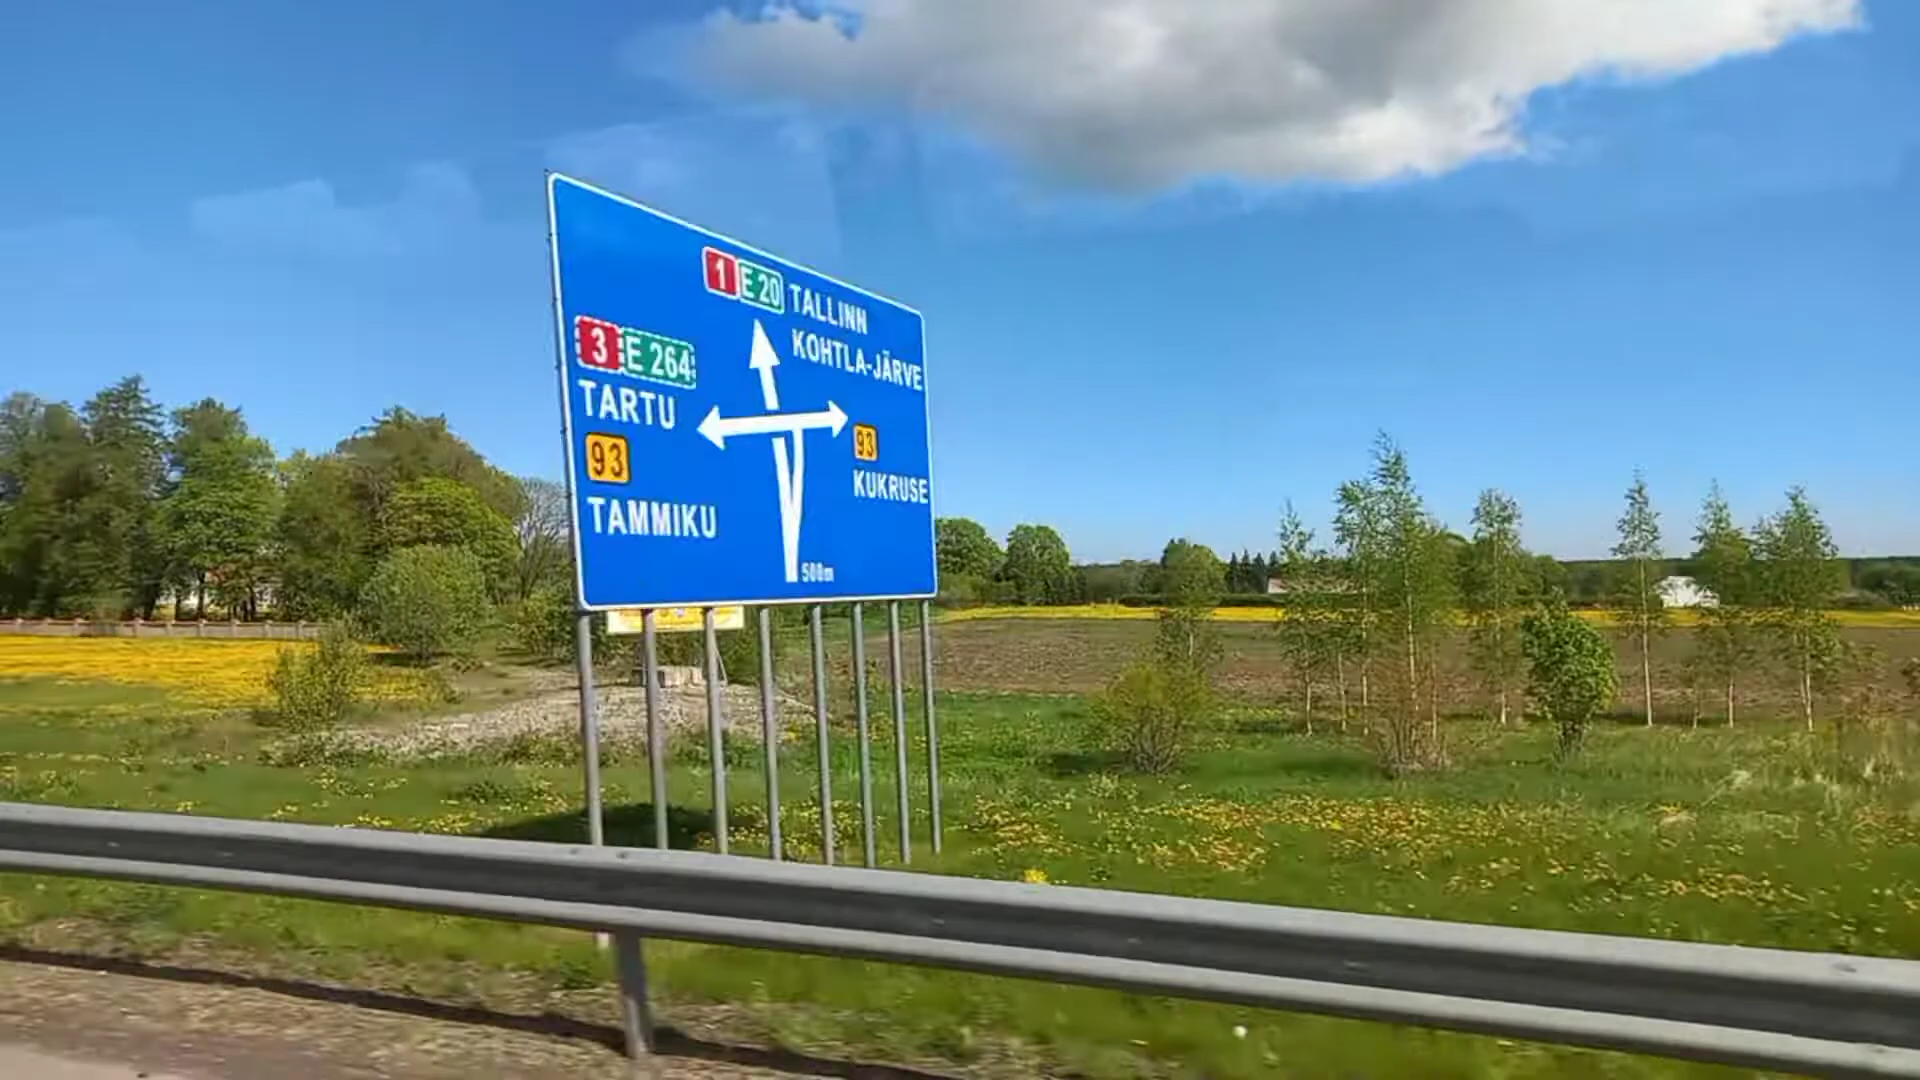 1 E 20 TALLINN
KOHTLA-JÄRVE
3 E 264
TARTU
93
TAMMIKU
93
KUKRUSE
500m